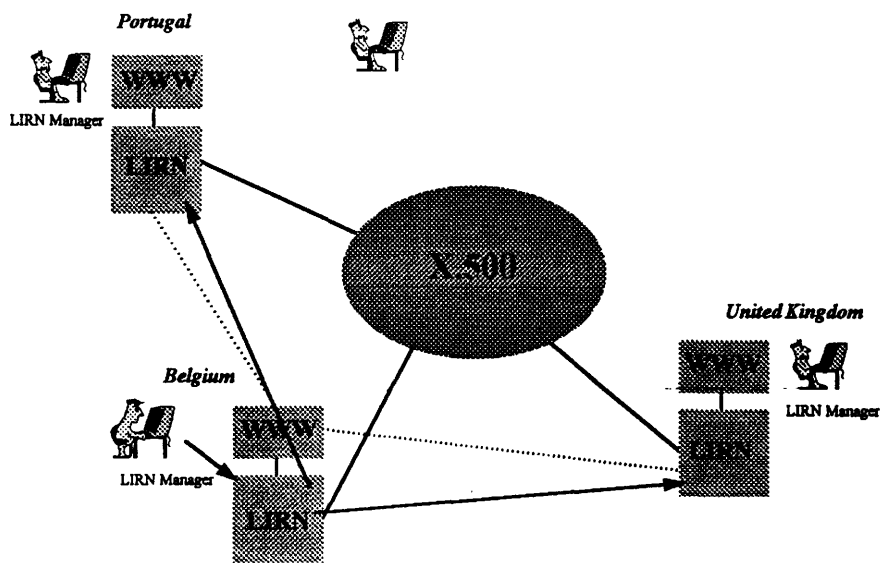 Portugal
WWW
LIRN Manager
LIRN
X.500
United Kingdom
WWW
LIRN Manager
LIRN
Belgium
WWW
LIRN Manager
LIRN